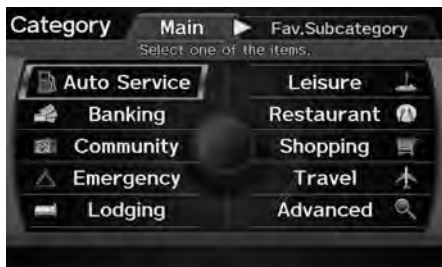 Category Main Fav.Subcategory
Select one of the items.
Auto Service Leisure
Banking Restaurant
Community Shopping
Emergency Travel
Lodging Advanced